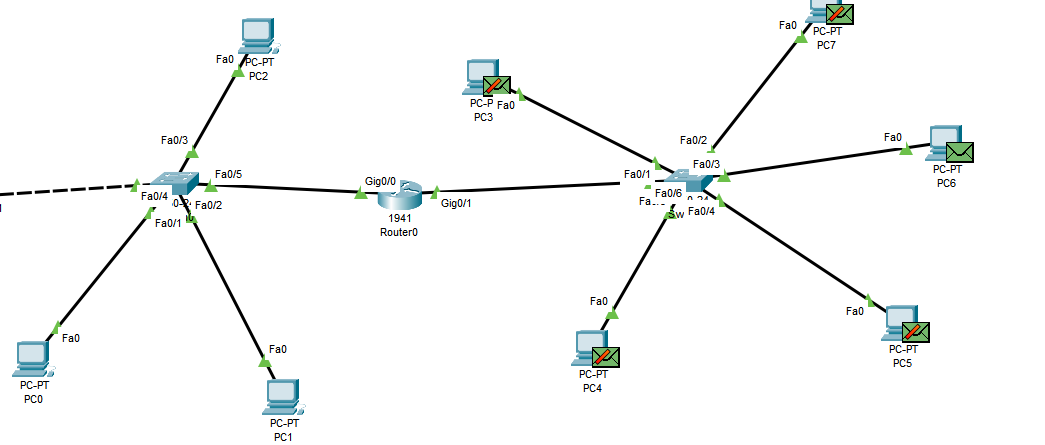 Fa0
PC-PT
PC2
Fa0
PC-PT
PC7
PC-P
Fa0
PC3
Fa0/3
Fa0/2
Fa0
PC-PT
PC6
Fa0/5
Gig0/0
Fa0/1
Fa0/3
Fa0/4
Fa0/2
Gig0/1
Fa0/6
Fa0/4
Sw
Fa0/1
1941
Router0
Fa0
PC-PT
PC0
Fa0
PC-PT
PC1
Fa0
PC-PT
PC4
Fa0
PC-PT
PC5